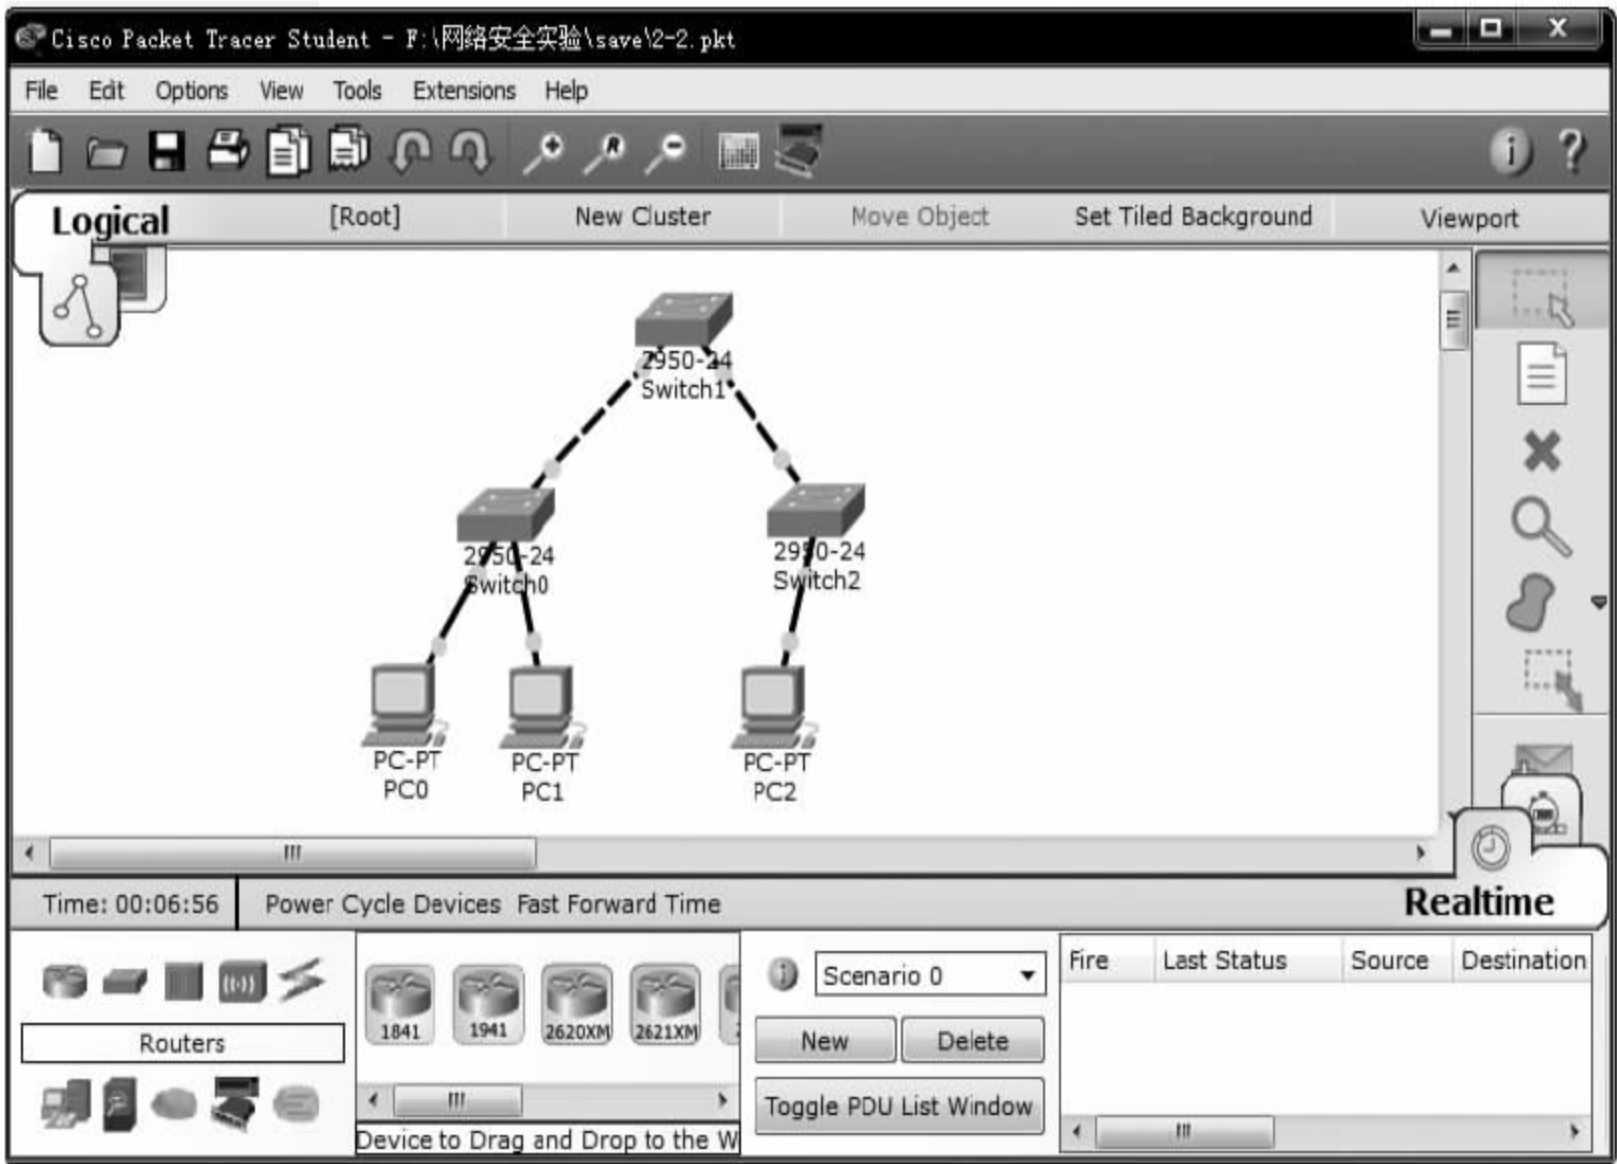 Cisco Packet Tracer Student - F:\网络安全实验\save\2-2.pkt
File Edit Options View Tools Extensions Help
Logical [Root] New Cluster Move Object Set Tiled Background Viewport
2950-24
Switch1
2950-24
Switch0
2950-24
Switch2
PC-PT
PC0
PC-PT
PC1
PC-PT
PC2
Time: 00:06:56 Power Cycle Devices Fast Forward Time Realtime
Routers
1841 1941 2620XM 2621XM
Device to Drag and Drop to the W
Scenario 0
New Delete
Toggle PDU List Window
Fire Last Status Source Destination